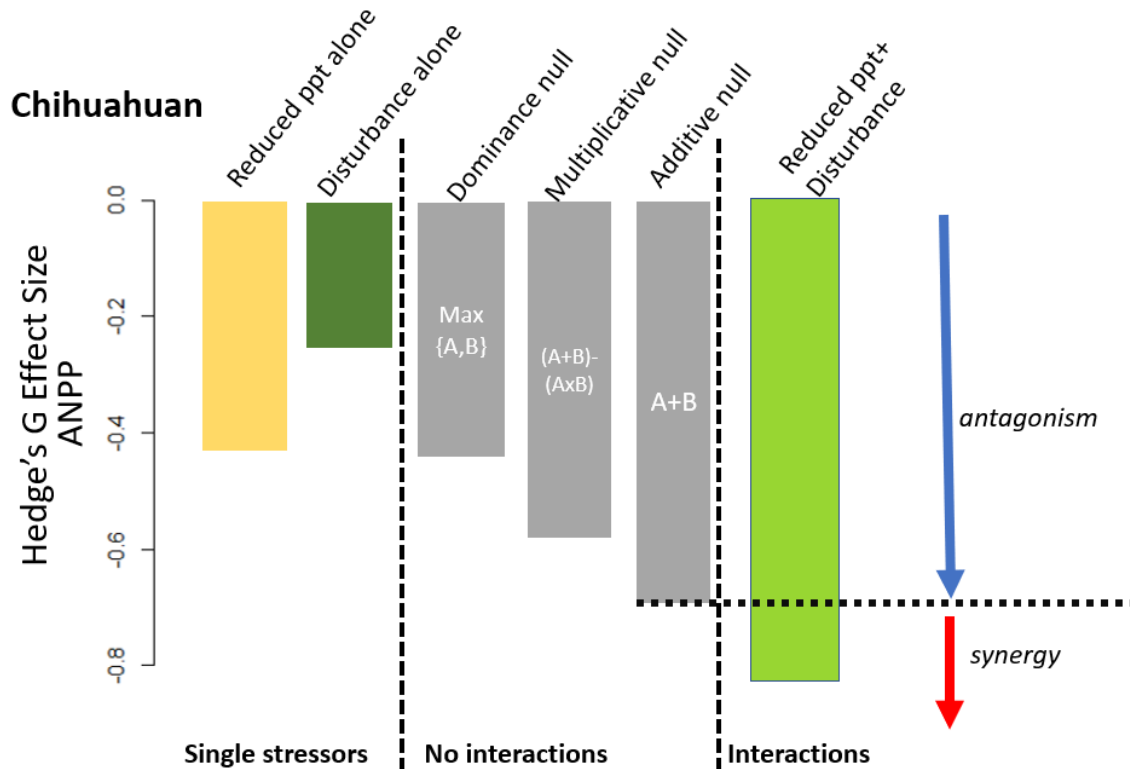 Chihuahuan
Reduced ppt alone
Disturbance alone
Dominance null
Multiplicative null
Additive null
Reduced ppt+
Disturbance
Hedge's G Effect Size
ANPP
0.0
-0.2
-0.4
-0.6
-0.8
Max
{A,B}
(A+B)-
(AxB)
A+B
antagonism
synergy
Single stressors
No interactions
Interactions